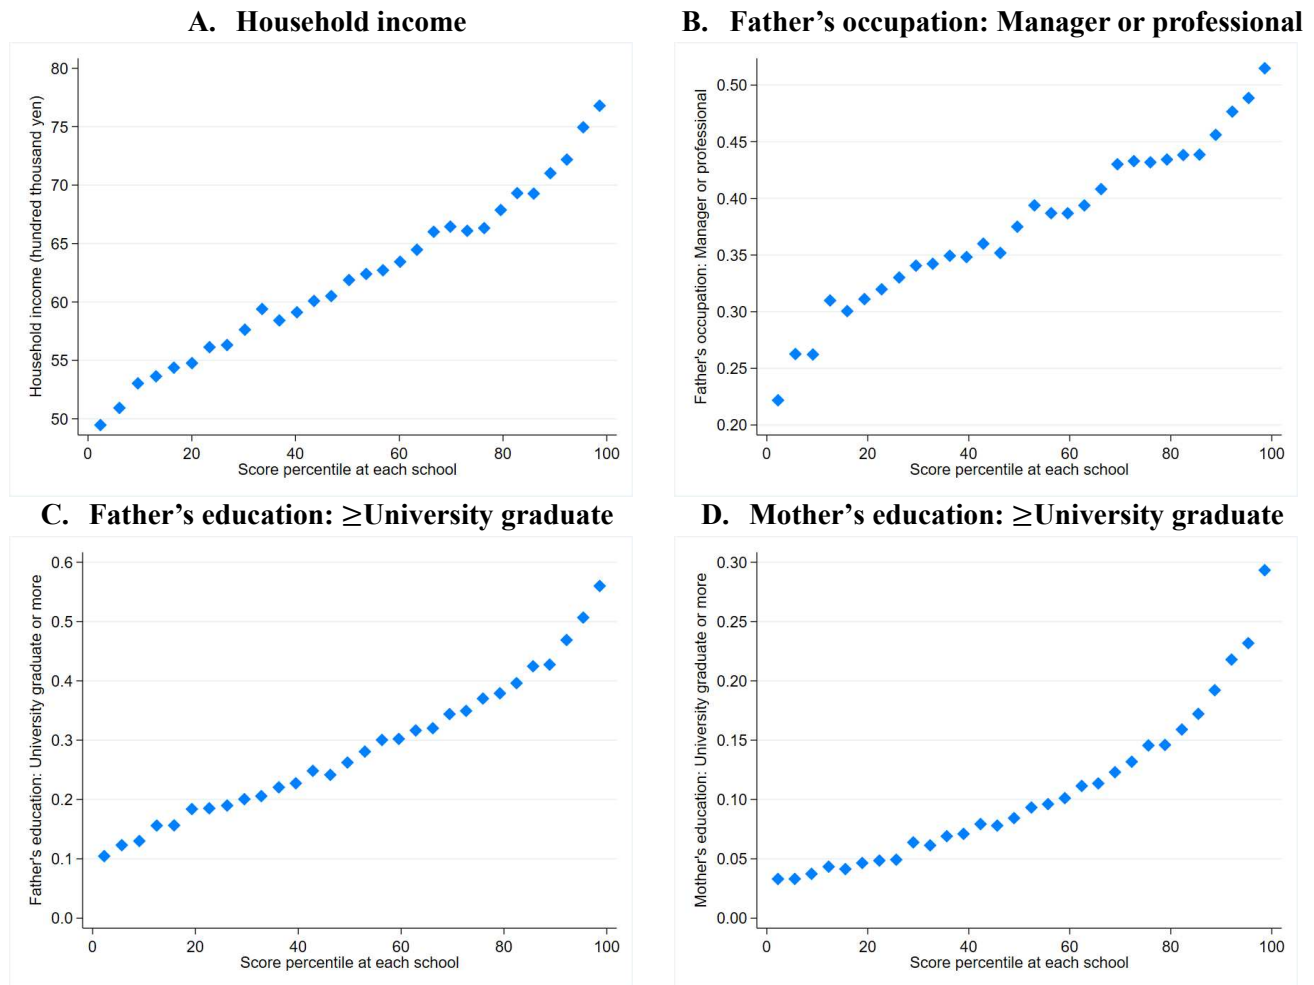 A. Household income
B. Father’s occupation: Manager or professional
Household income (hundred thousand yen)
80
75
70
65
60
55
50
0 20 40 60 80 100
Score percentile at each school
Father's occupation: Manager or professional
0.50
0.45
0.40
0.35
0.30
0.25
0.20
0 20 40 60 80 100
Score percentile at each school
C. Father’s education: ≥University graduate
D. Mother’s education: ≥University graduate
Father's education: University graduate or more
0.6
0.5
0.4
0.3
0.2
0.1
0.0
0 20 40 60 80 100
Score percentile at each school
Mother's education: University graduate or more
0.30
0.25
0.20
0.15
0.10
0.05
0.00
0 20 40 60 80 100
Score percentile at each school